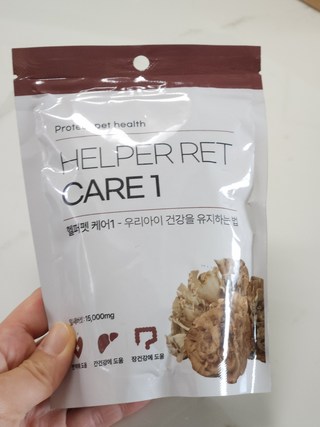 Protect pet health
HELPER RET
CARE 1
헬퍼펫 케어1 - 우리아이 건강을 유지하는 법
15,000mg
간건강에 도움
장건강에 도움